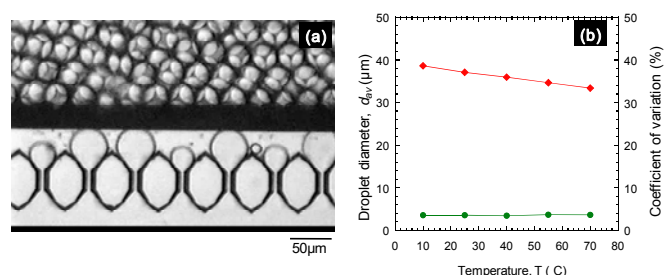 (a)
50µm
(b)
Droplet diameter, dav (µm)
50
40
30
20
10
0
0 10 20 30 40 50 60 70 80
Temperature, T ( C)
50
40
30
20
10
0
Coefficient of variation (%)